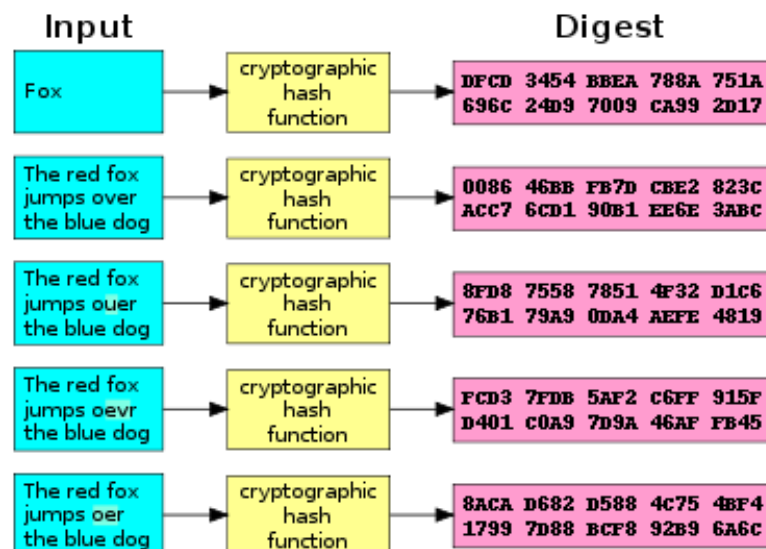 Input
Digest
Fox
cryptographic
hash
function
DFCD 3454 BBEA 788A 751A
696C 24D9 7009 CA99 2D17
The red fox
jumps over
the blue dog
cryptographic
hash
function
0086 46BB FB7D CBE2 823C
ACC7 6CD1 90B1 EE6E 3ABC
The red fox
jumps ouer
the blue dog
cryptographic
hash
function
8FD8 7558 7851 4F32 D1C6
76B1 79A9 0DA4 AEFE 4819
The red fox
jumps oevr
the blue dog
cryptographic
hash
function
FCD3 7FDB 5AF2 C6FF 915F
D401 C0A9 7D9A 46AF FB45
The red fox
jumps oer
the blue dog
cryptographic
hash
function
8ACA D682 D588 4C75 4BF4
1799 7D88 BCF8 92B9 6A6C